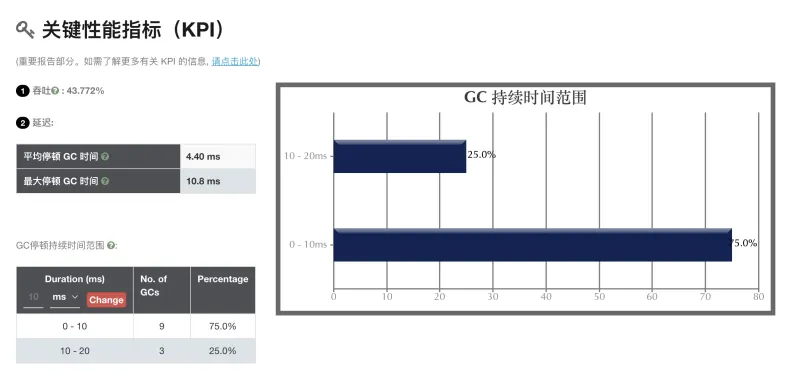 关键性能指标（KPI）
(重要报告部分。如需了解更多有关 KPI 的信息, 请点击此处)
1 吞吐? : 43.772%
2 延迟:
平均停顿 GC 时间 ? 4.40 ms
最大停顿 GC 时间 ? 10.8 ms
GC停顿持续时间范围 ?:
Duration (ms) No. of GCs Percentage
10 ms Change
0 - 10 9 75.0%
10 - 20 3 25.0%
GC 持续时间范围
10 - 20ms 25.0%
0 - 10ms 75.0%
0 10 20 30 40 50 60 70 80